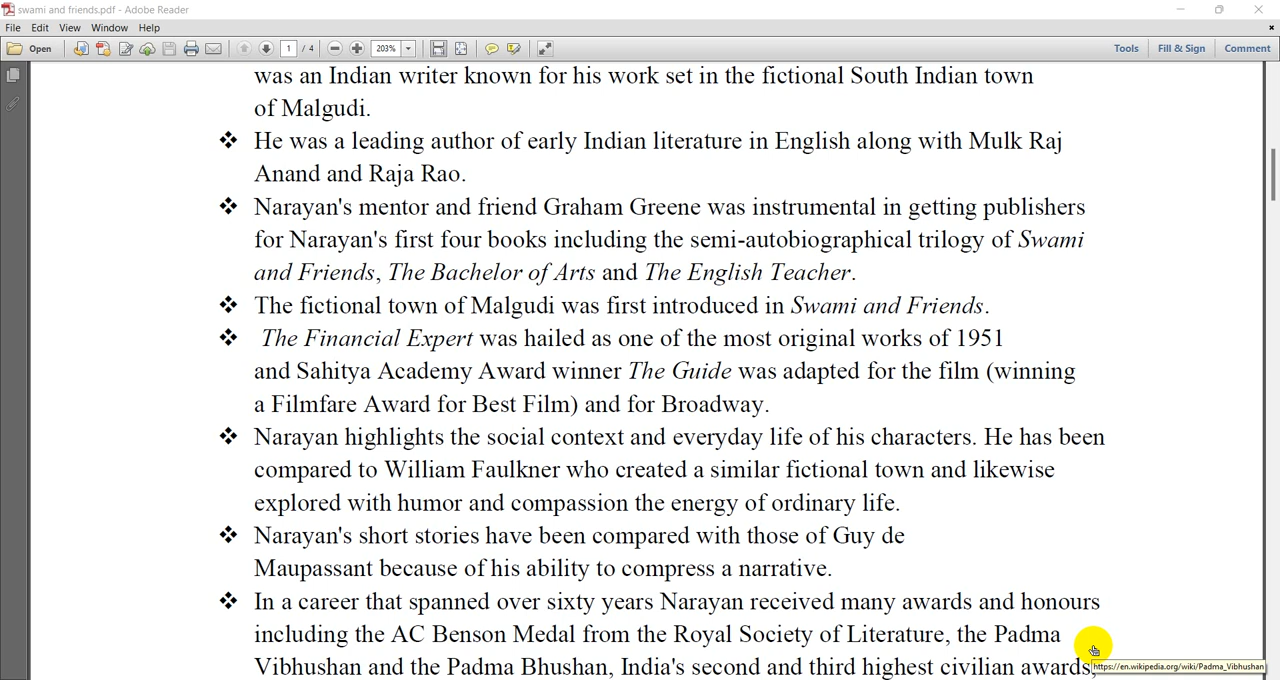 swami and friends.pdf - Adobe Reader
File Edit View Window Help
Open 1 / 4 203% Tools Fill & Sign Comment
was an Indian writer known for his work set in the fictional South Indian town
of Malgudi.
❖ He was a leading author of early Indian literature in English along with Mulk Raj
Anand and Raja Rao.
❖ Narayan's mentor and friend Graham Greene was instrumental in getting publishers
for Narayan's first four books including the semi-autobiographical trilogy of Swami
and Friends, The Bachelor of Arts and The English Teacher.
❖ The fictional town of Malgudi was first introduced in Swami and Friends.
❖ The Financial Expert was hailed as one of the most original works of 1951
and Sahitya Academy Award winner The Guide was adapted for the film (winning
a Filmfare Award for Best Film) and for Broadway.
❖ Narayan highlights the social context and everyday life of his characters. He has been
compared to William Faulkner who created a similar fictional town and likewise
explored with humor and compassion the energy of ordinary life.
❖ Narayan's short stories have been compared with those of Guy de
Maupassant because of his ability to compress a narrative.
❖ In a career that spanned over sixty years Narayan received many awards and honours
including the AC Benson Medal from the Royal Society of Literature, the Padma
Vibhushan and the Padma Bhushan, India's second and third highest civilian awards,
https://en.wikipedia.org/wiki/Padma_Vibhushan